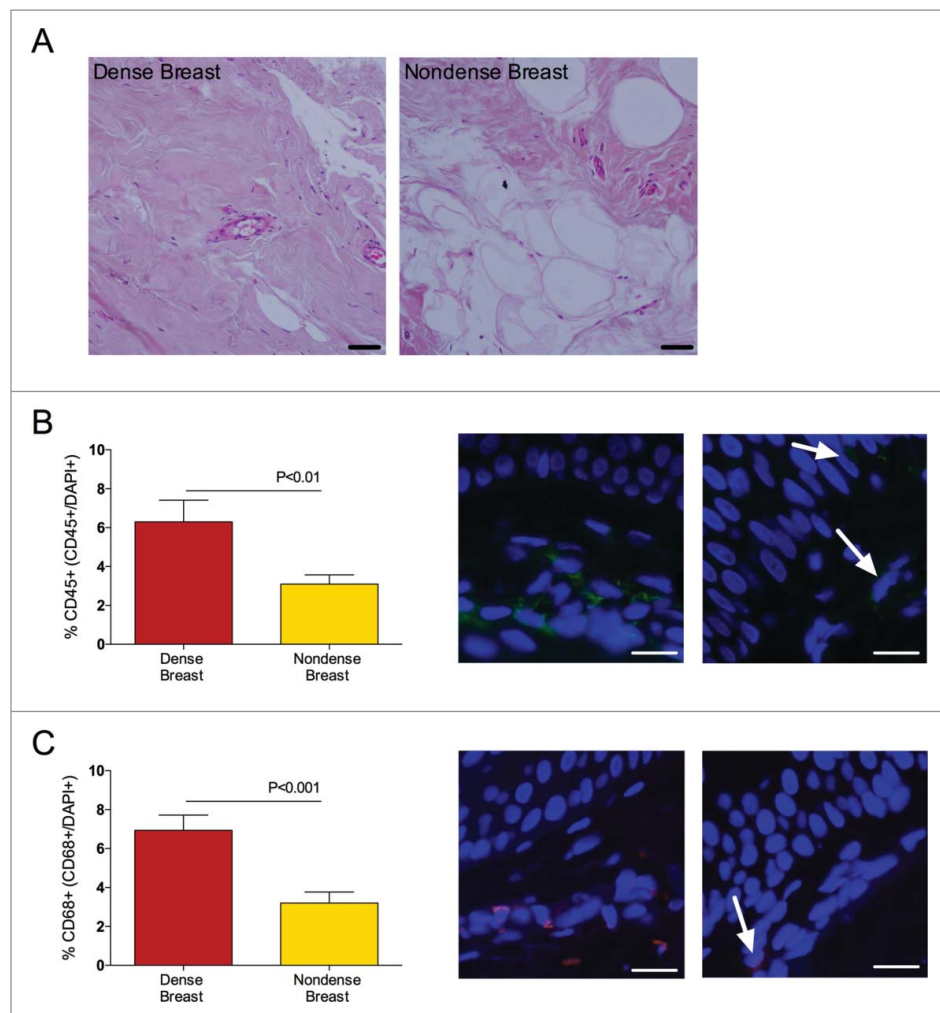 A
Dense Breast
Nondense Breast
B
% CD45+ (CD45+/DAPI+)
10
8
6
4
2
0
P<0.01
Dense
Breast
Nondense
Breast
C
% CD68+ (CD68+/DAPI+)
10
8
6
4
2
0
P<0.001
Dense
Breast
Nondense
Breast